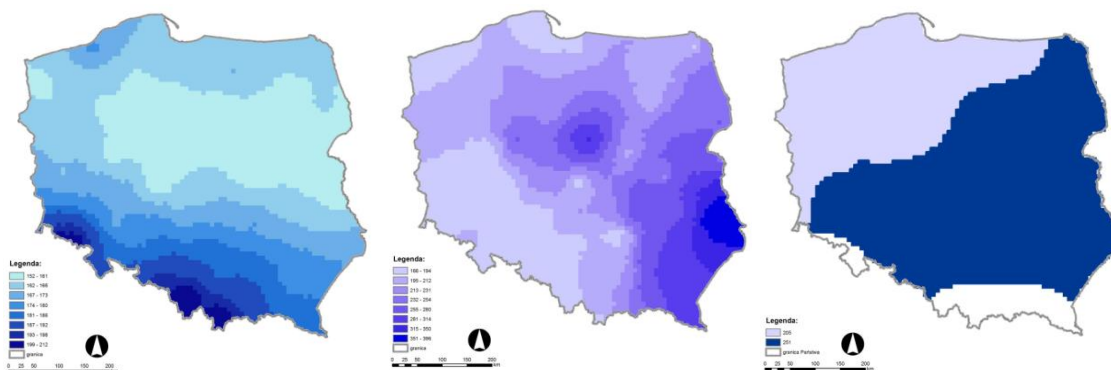 Legenda:
152 - 161
162 - 166
167 - 173
174 - 180
181 - 186
187 - 192
193 - 198
199 - 212
granica
0 25 50 100 150 200
Legenda:
195 - 212
213 - 231
232 - 254
255 - 280
281 - 314
315 - 350
351 - 396
granica
0 25 50 100 150 200
km
Legenda:
205
251
granica Państwa
0 25 50 100 150 200
km